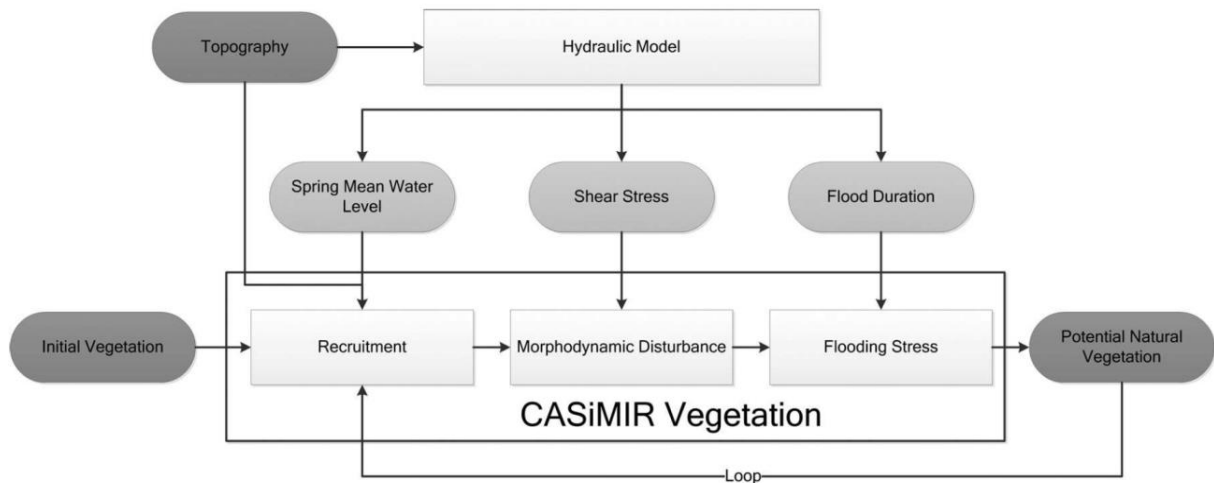 Topography
Hydraulic Model
Spring Mean Water
Level
Shear Stress
Flood Duration
Initial Vegetation
Recruitment
Morphodynamic Disturbance
Flooding Stress
Potential Natural
Vegetation
CASiMIR Vegetation
Loop